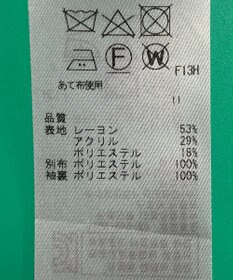 F
W
F13H
あて布使用
11
品質
表地 レーヨン 53%
アクリル 29%
ポリエステル 18%
別布 ポリエステル 100%
袖裏 ポリエステル 100%